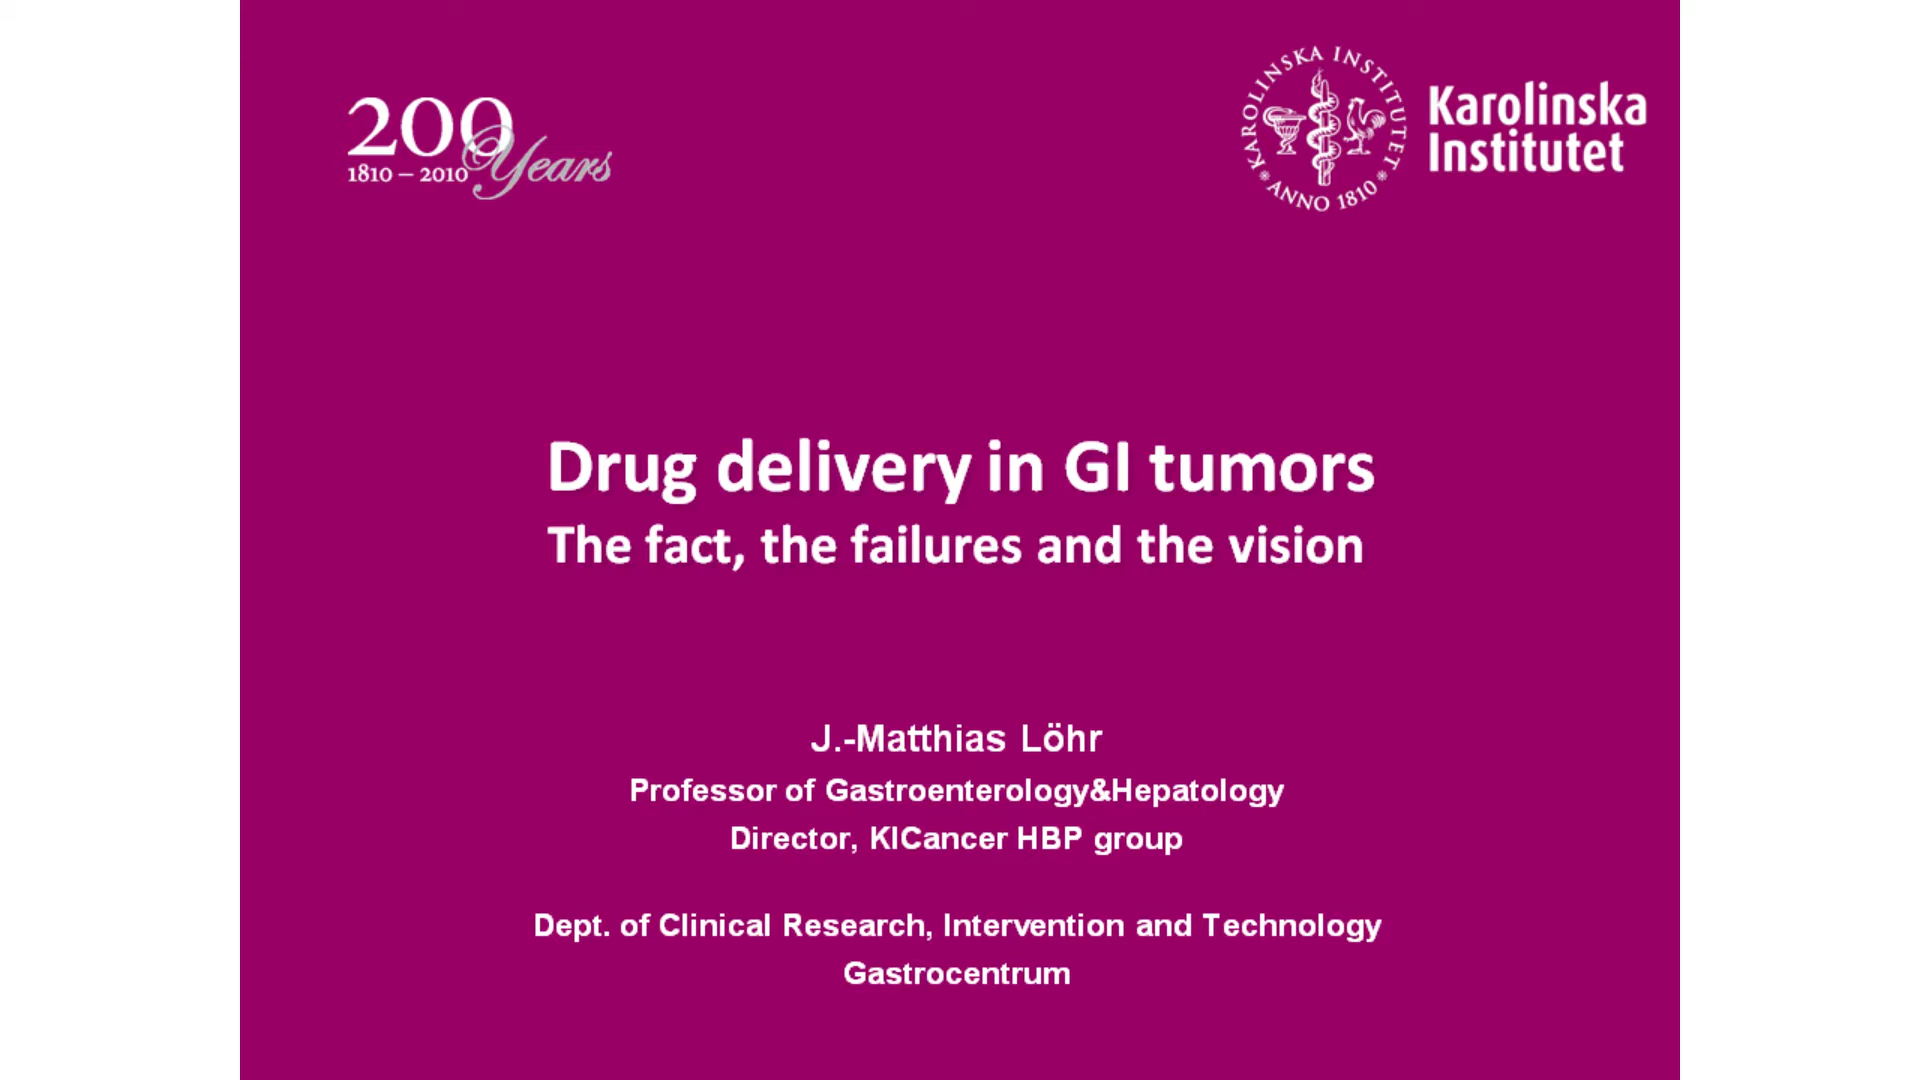 200 Years
1810 – 2010
KAROLINSKA INSTITUTET
ANNO 1810
Karolinska
Institutet
Drug delivery in GI tumors
The fact, the failures and the vision
J.-Matthias Löhr
Professor of Gastroenterology&Hepatology
Director, KICancer HBP group
Dept. of Clinical Research, Intervention and Technology
Gastrocentrum